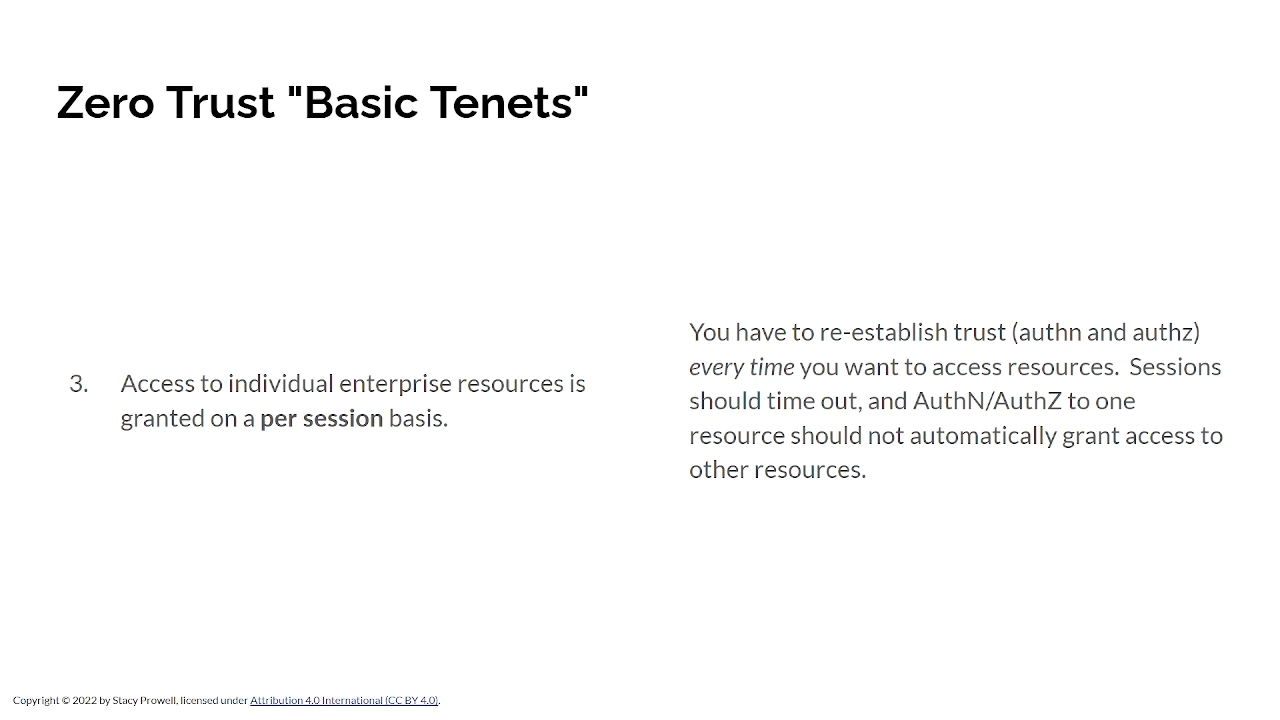 Zero Trust "Basic Tenets"
3. Access to individual enterprise resources is
granted on a per session basis.
You have to re-establish trust (authn and authz)
every time you want to access resources.  Sessions
should time out, and AuthN/AuthZ to one
resource should not automatically grant access to
other resources.
Copyright © 2022 by Stacy Prowell, licensed under Attribution 4.0 International (CC BY 4.0).